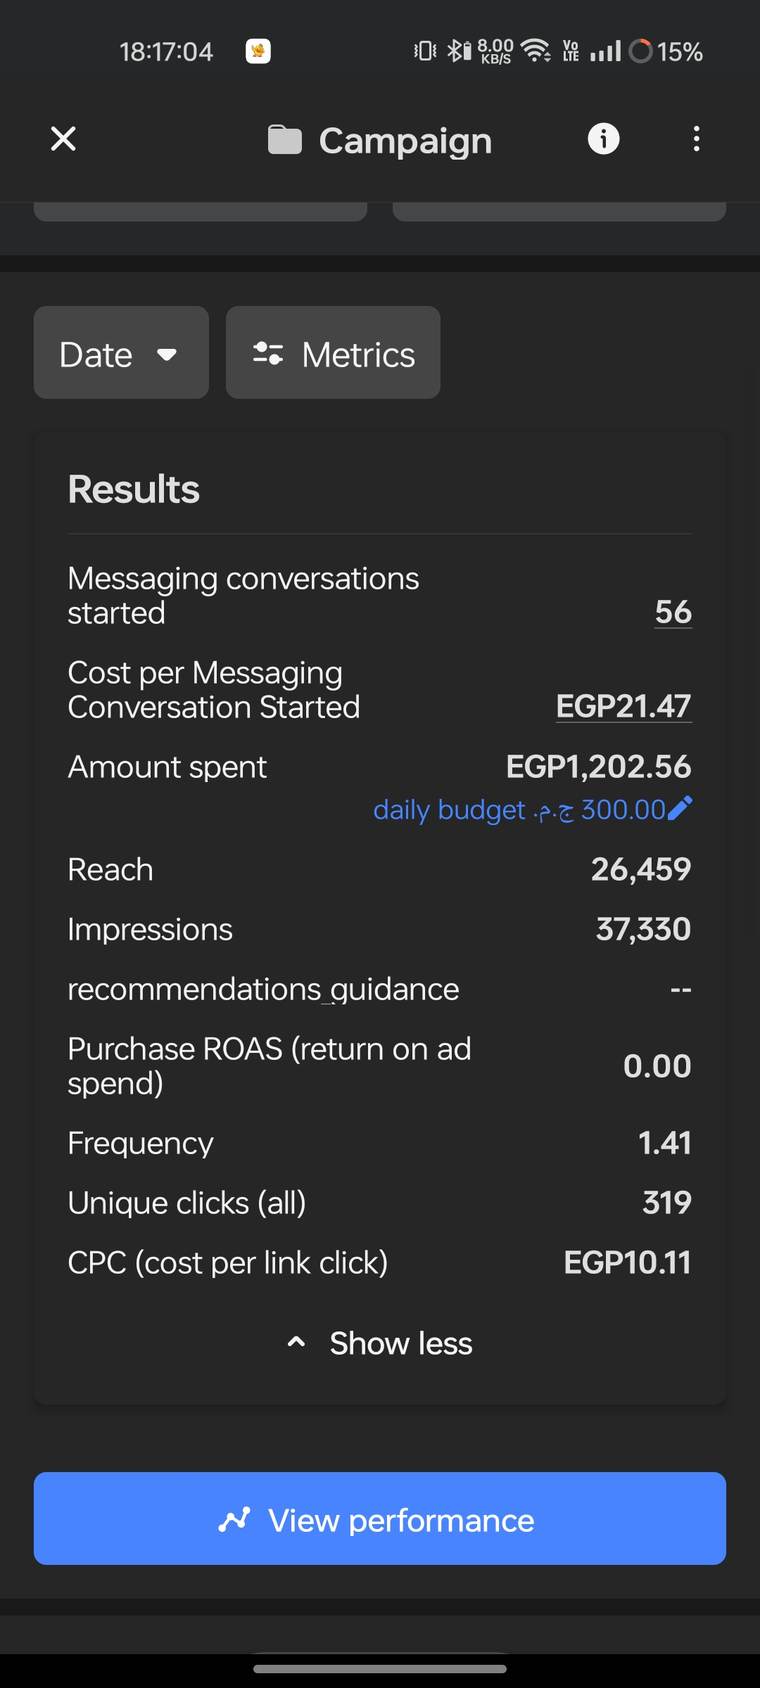 18:17:04 8.00 KB/S Vo LTE 15%
Campaign
Date Metrics
Results
Messaging conversations
started 56
Cost per Messaging
Conversation Started EGP21.47
Amount spent EGP1,202.56
daily budget ج.م. 300.00
Reach 26,459
Impressions 37,330
recommendations_guidance --
Purchase ROAS (return on ad
spend) 0.00
Frequency 1.41
Unique clicks (all) 319
CPC (cost per link click) EGP10.11
Show less
View performance